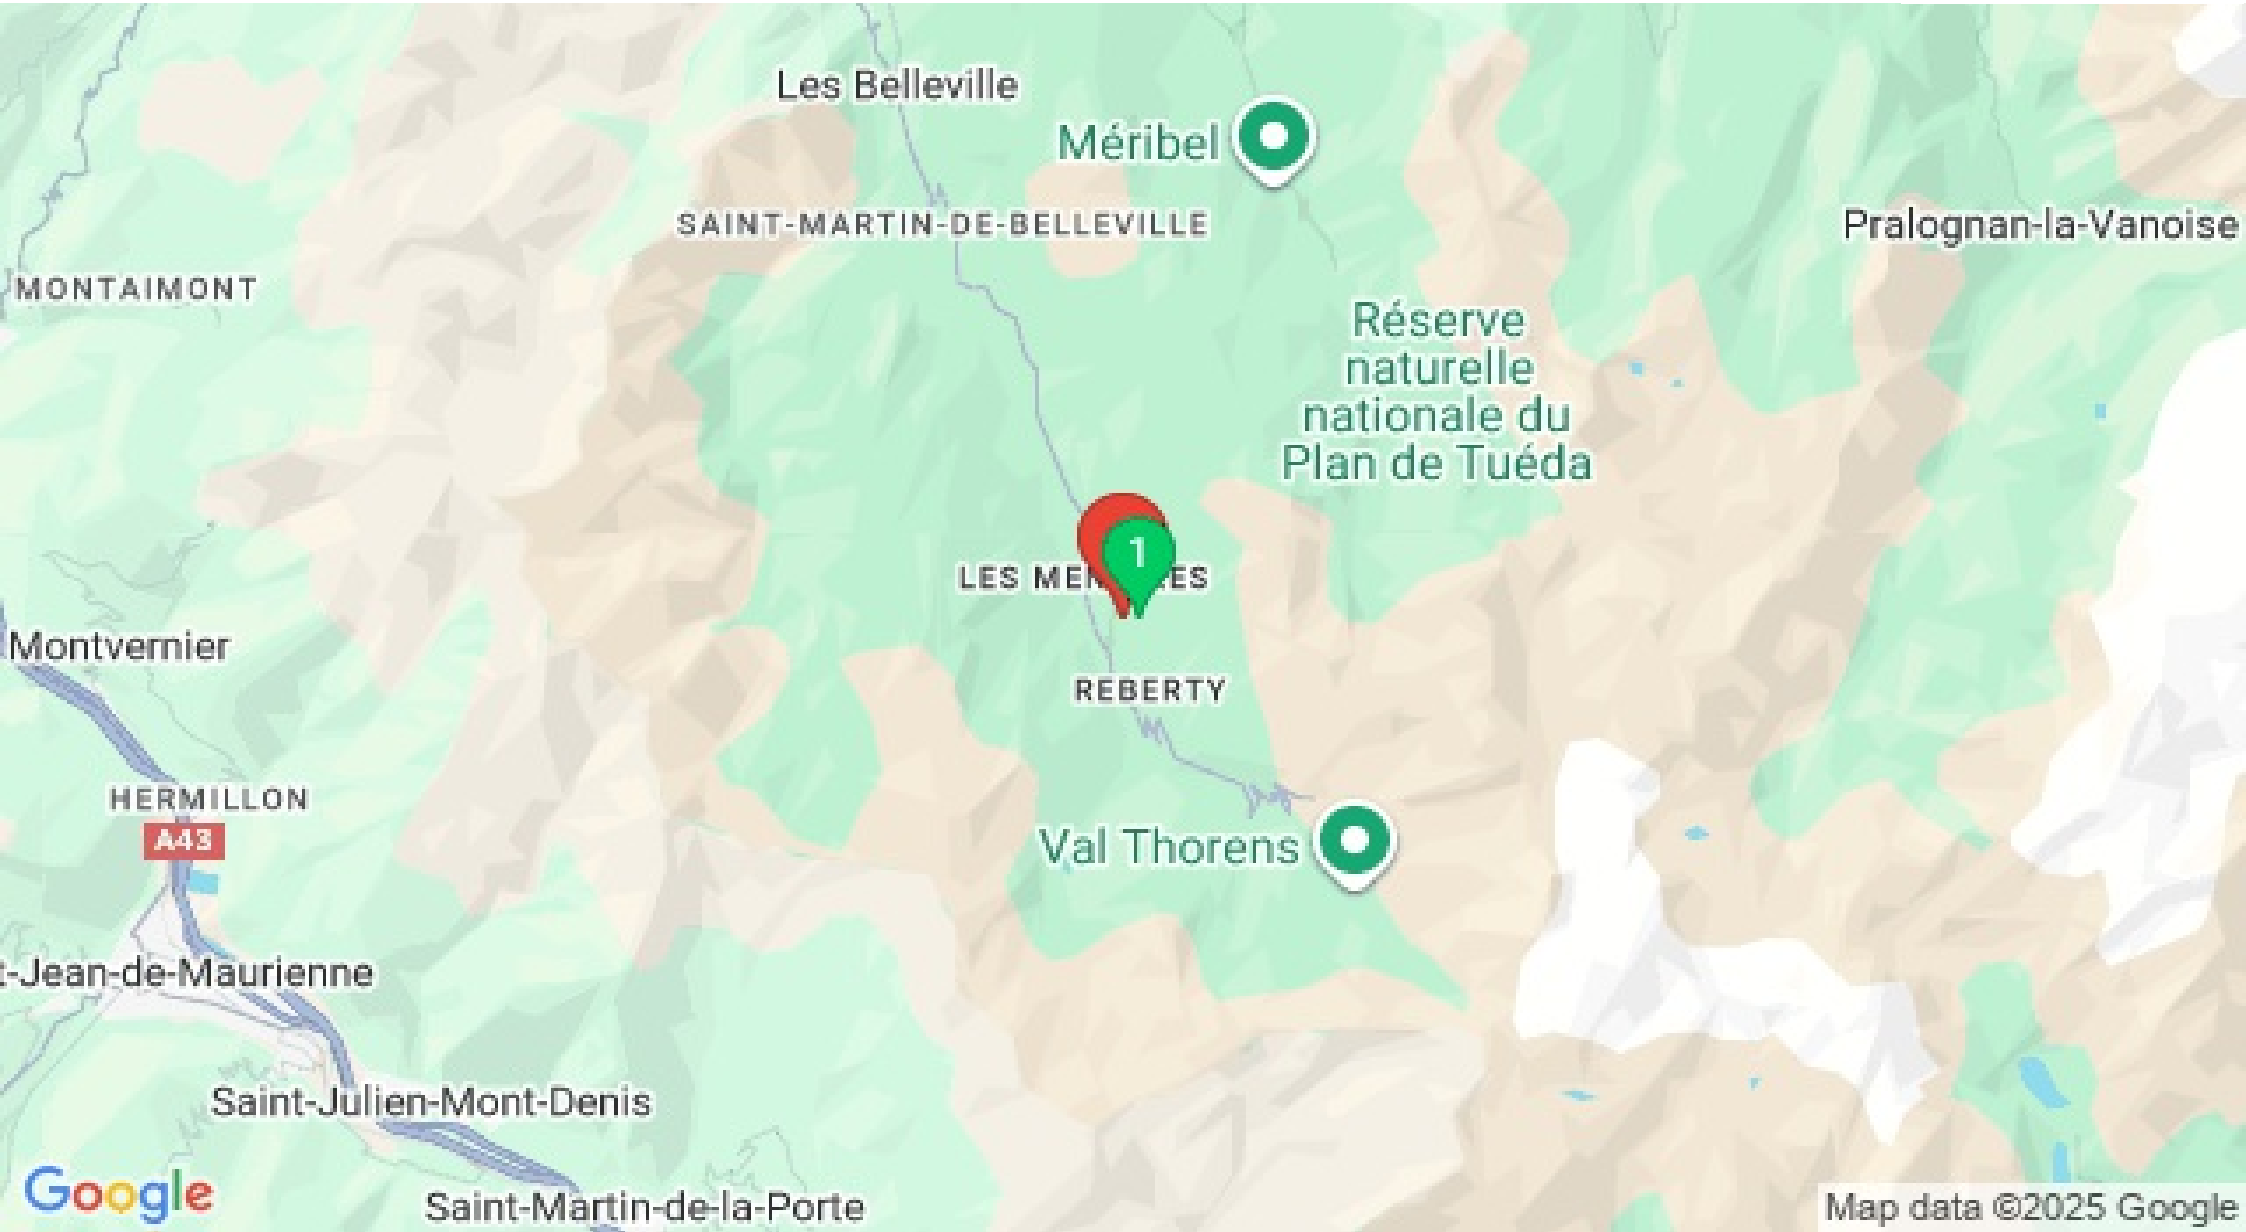 Les Belleville
Méribel
SAINT-MARTIN-DE-BELLEVILLE
Pralognan-la-Vanoise
MONTAIMONT
Réserve
naturelle
nationale du
Plan de Tuéda
1
LES
Montvernier
REBERTY
HERMILLON
A43
Val Thorens
t-Jean-de-Maurienne
Saint-Julien-Mont-Denis
Google
Saint-Martin-de-la-Porte
Map data ©2025 Google